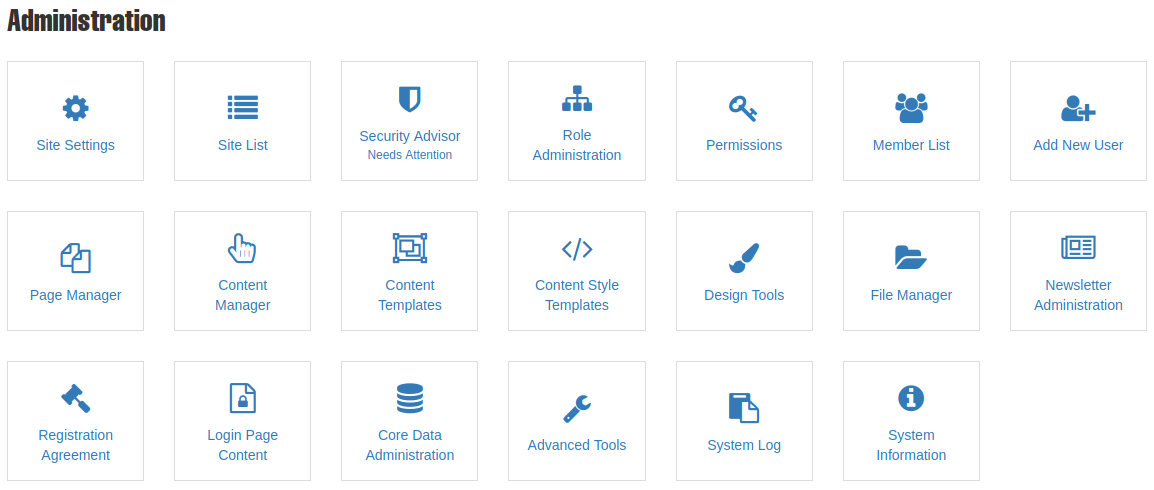 Administration
Site Settings
Site List
Security Advisor
Needs Attention
Role
Administration
Permissions
Member List
Add New User
Page Manager
Content
Manager
Content
Templates
Content Style
Templates
Design Tools
File Manager
Newsletter
Administration
Registration
Agreement
Login Page
Content
Core Data
Administration
Advanced Tools
System Log
System
Information